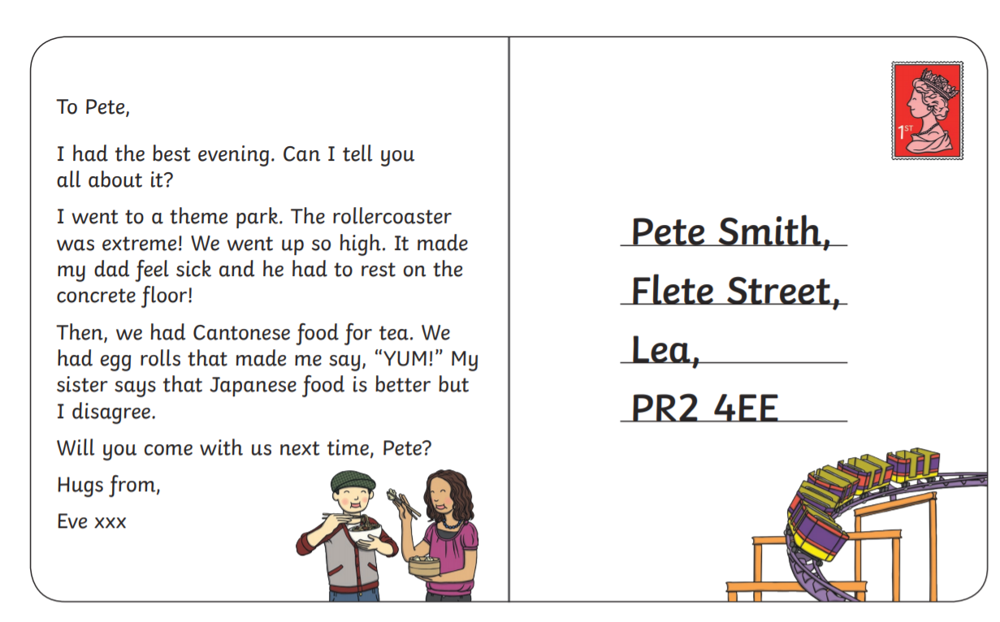 To Pete,
I had the best evening. Can I tell you
all about it?
I went to a theme park. The rollercoaster
was extreme! We went up so high. It made
my dad feel sick and he had to rest on the
concrete floor!
Then, we had Cantonese food for tea. We
had egg rolls that made me say, “YUM!” My
sister says that Japanese food is better but
I disagree.
Will you come with us next time, Pete?
Hugs from,
Eve xxx
1ST
Pete Smith,
Flete Street,
Lea,
PR2 4EE